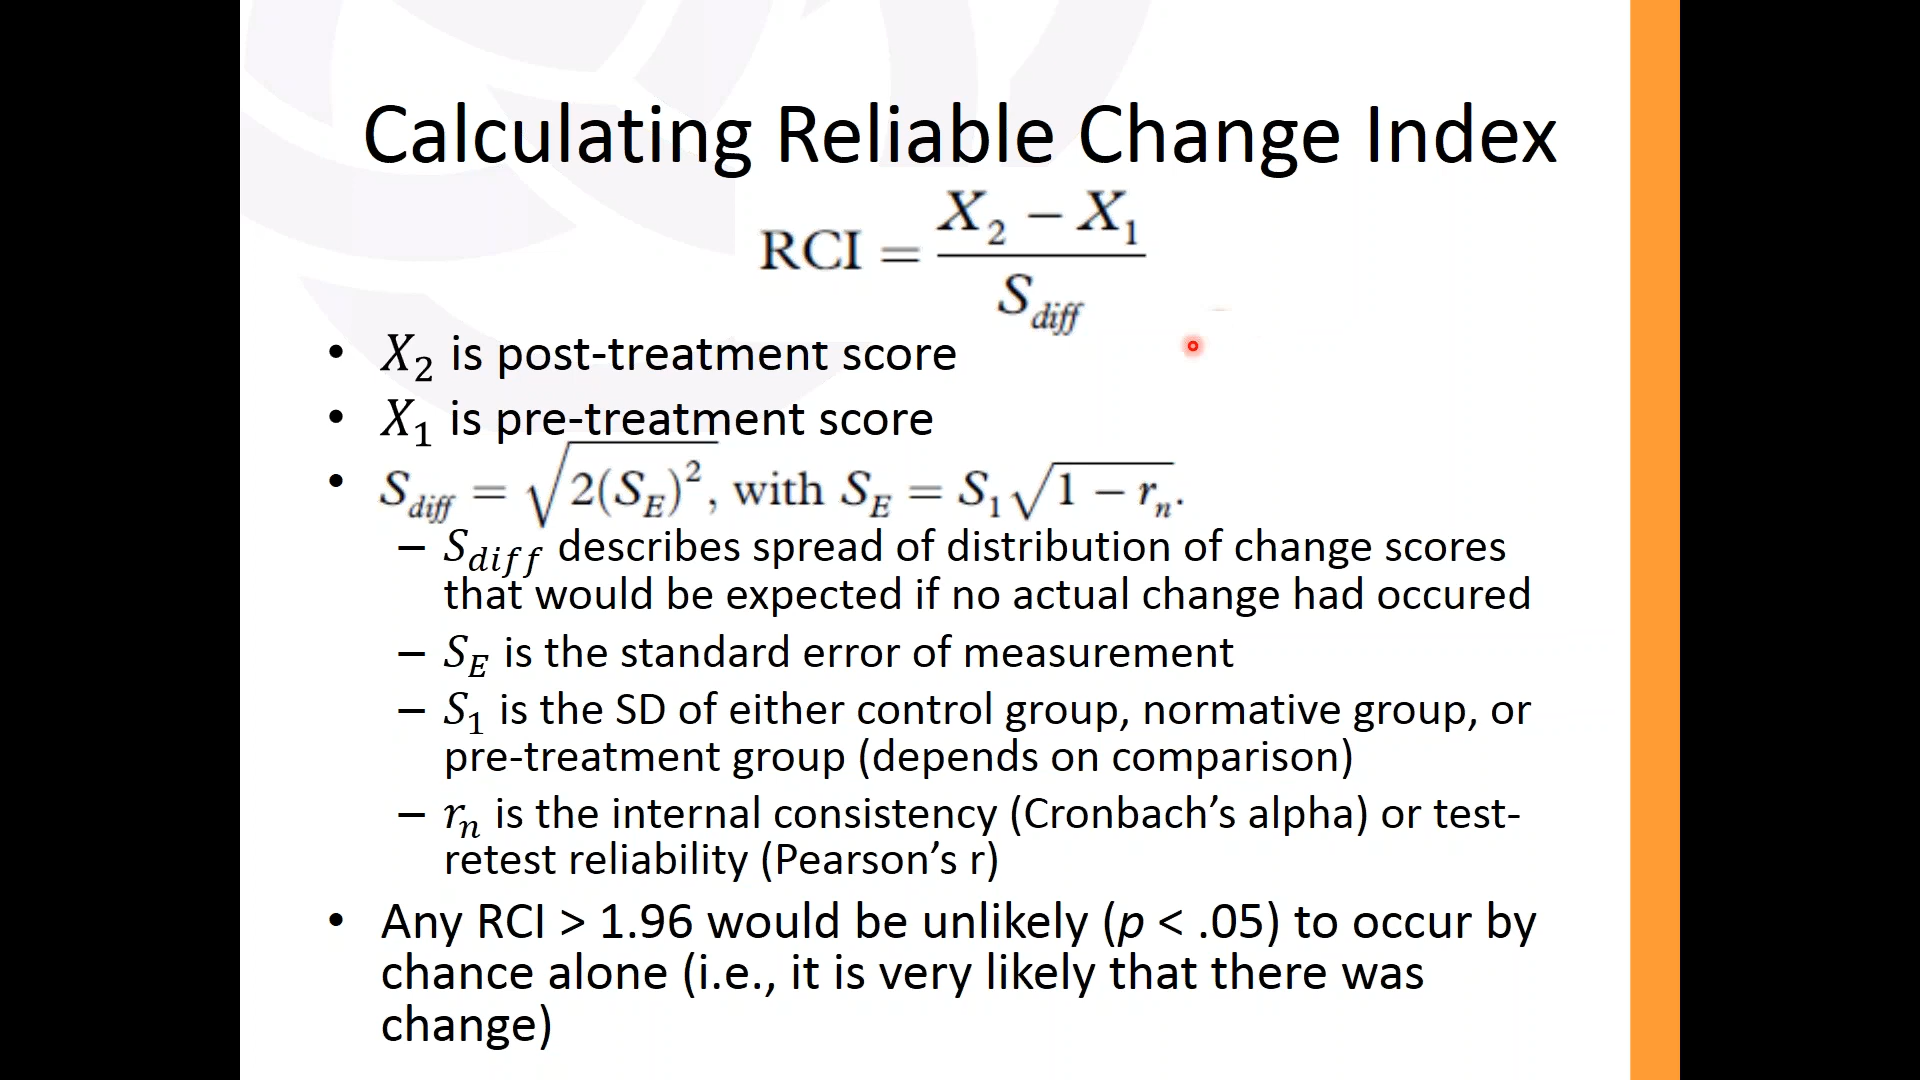 Calculating Reliable Change Index
RCI = X₂ − X₁ / S_diff
• X₂ is post-treatment score
• X₁ is pre-treatment score
• S_diff = √2(S_E)², with S_E = S₁√1 − r_n.
– S_diff describes spread of distribution of change scores
that would be expected if no actual change had occured
– S_E is the standard error of measurement
– S₁ is the SD of either control group, normative group, or
pre-treatment group (depends on comparison)
– r_n is the internal consistency (Cronbach’s alpha) or test-
retest reliability (Pearson’s r)
• Any RCI > 1.96 would be unlikely (p < .05) to occur by
chance alone (i.e., it is very likely that there was
change)